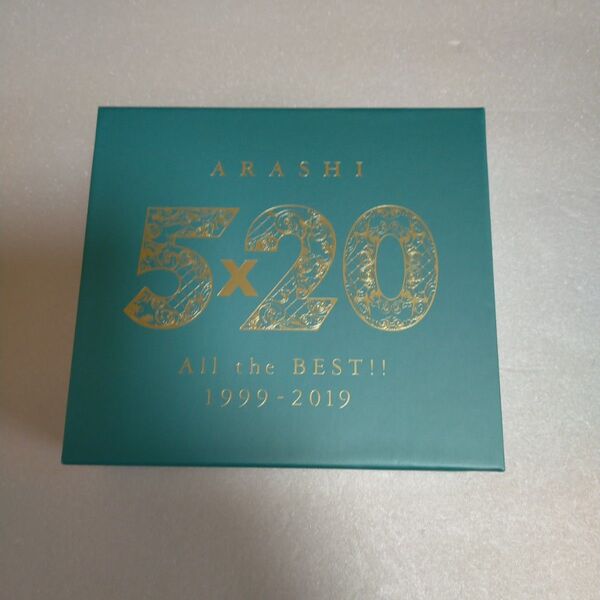 ARASHI
5x20
All the BEST!!
1999-2019